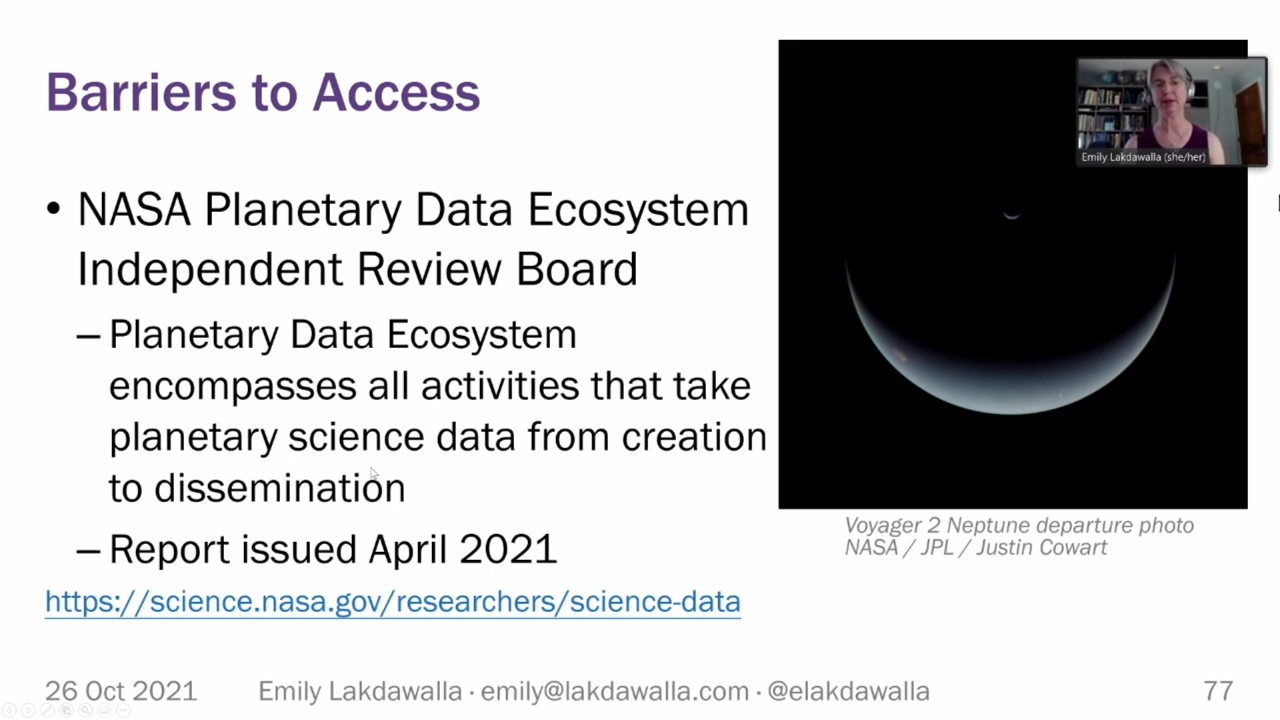 Barriers to Access
• NASA Planetary Data Ecosystem
Independent Review Board
– Planetary Data Ecosystem
encompasses all activities that take
planetary science data from creation
to dissemination
– Report issued April 2021
https://science.nasa.gov/researchers/science-data
Emily Lakdawalla (she/her)
Voyager 2 Neptune departure photo
NASA / JPL / Justin Cowart
26 Oct 2021 Emily Lakdawalla · emily@lakdawalla.com · @elakdawalla 77